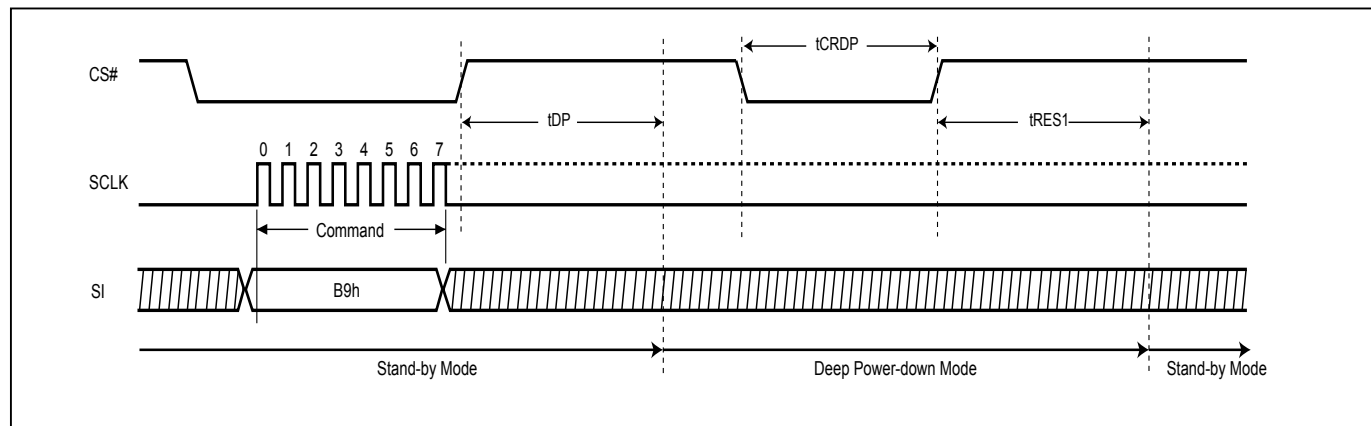 tCRDP
CS#
tDP
tRES1
0 1 2 3 4 5 6 7
SCLK
Command
SI
B9h
Stand-by Mode
Deep Power-down Mode
Stand-by Mode